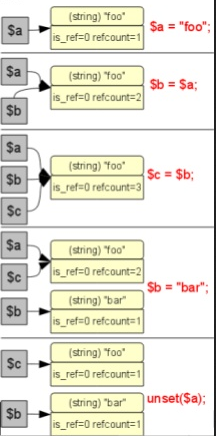 (string) "foo"
$a
is_ref=0 refcount=1
$a = "foo";
$a
(string) "foo"
$b
is_ref=0 refcount=2
$b = $a;
$a
$b
$c
(string) "foo"
is_ref=0 refcount=3
$c = $b;
$a
$c
(string) "foo"
is_ref=0 refcount=2
$b
(string) "bar"
is_ref=0 refcount=1
$b = "bar";
$c
(string) "foo"
is_ref=0 refcount=1
$b
(string) "bar"
is_ref=0 refcount=1
unset($a);